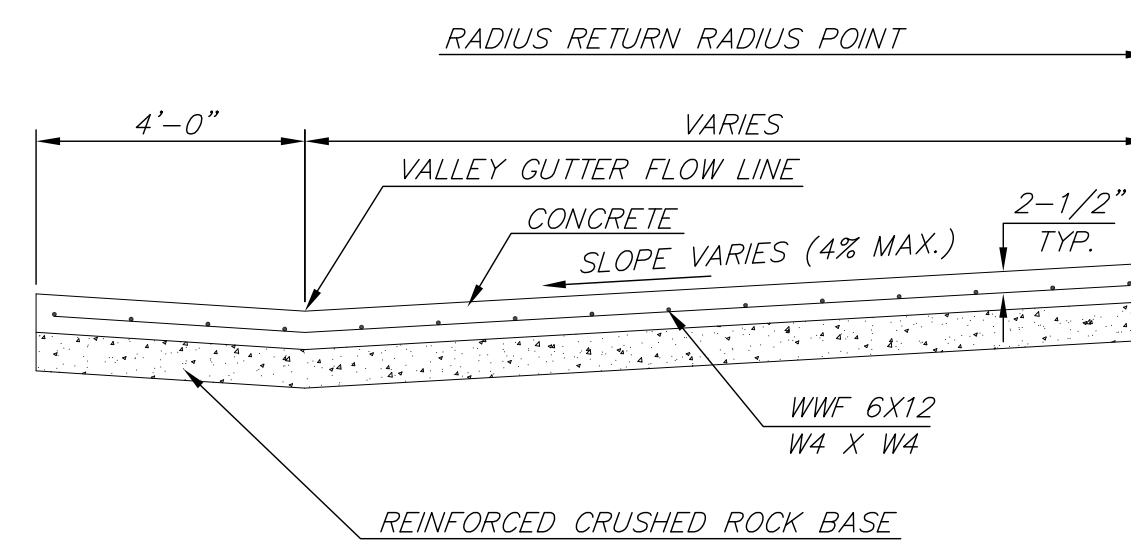 RADIUS RETURN RADIUS POINT
4'-0"
VARIES
VALLEY GUTTER FLOW LINE
CONCRETE
2-1/2"
TYP.
SLOPE VARIES (4% MAX.)
WWF 6X12
W4 X W4
REINFORCED CRUSHED ROCK BASE